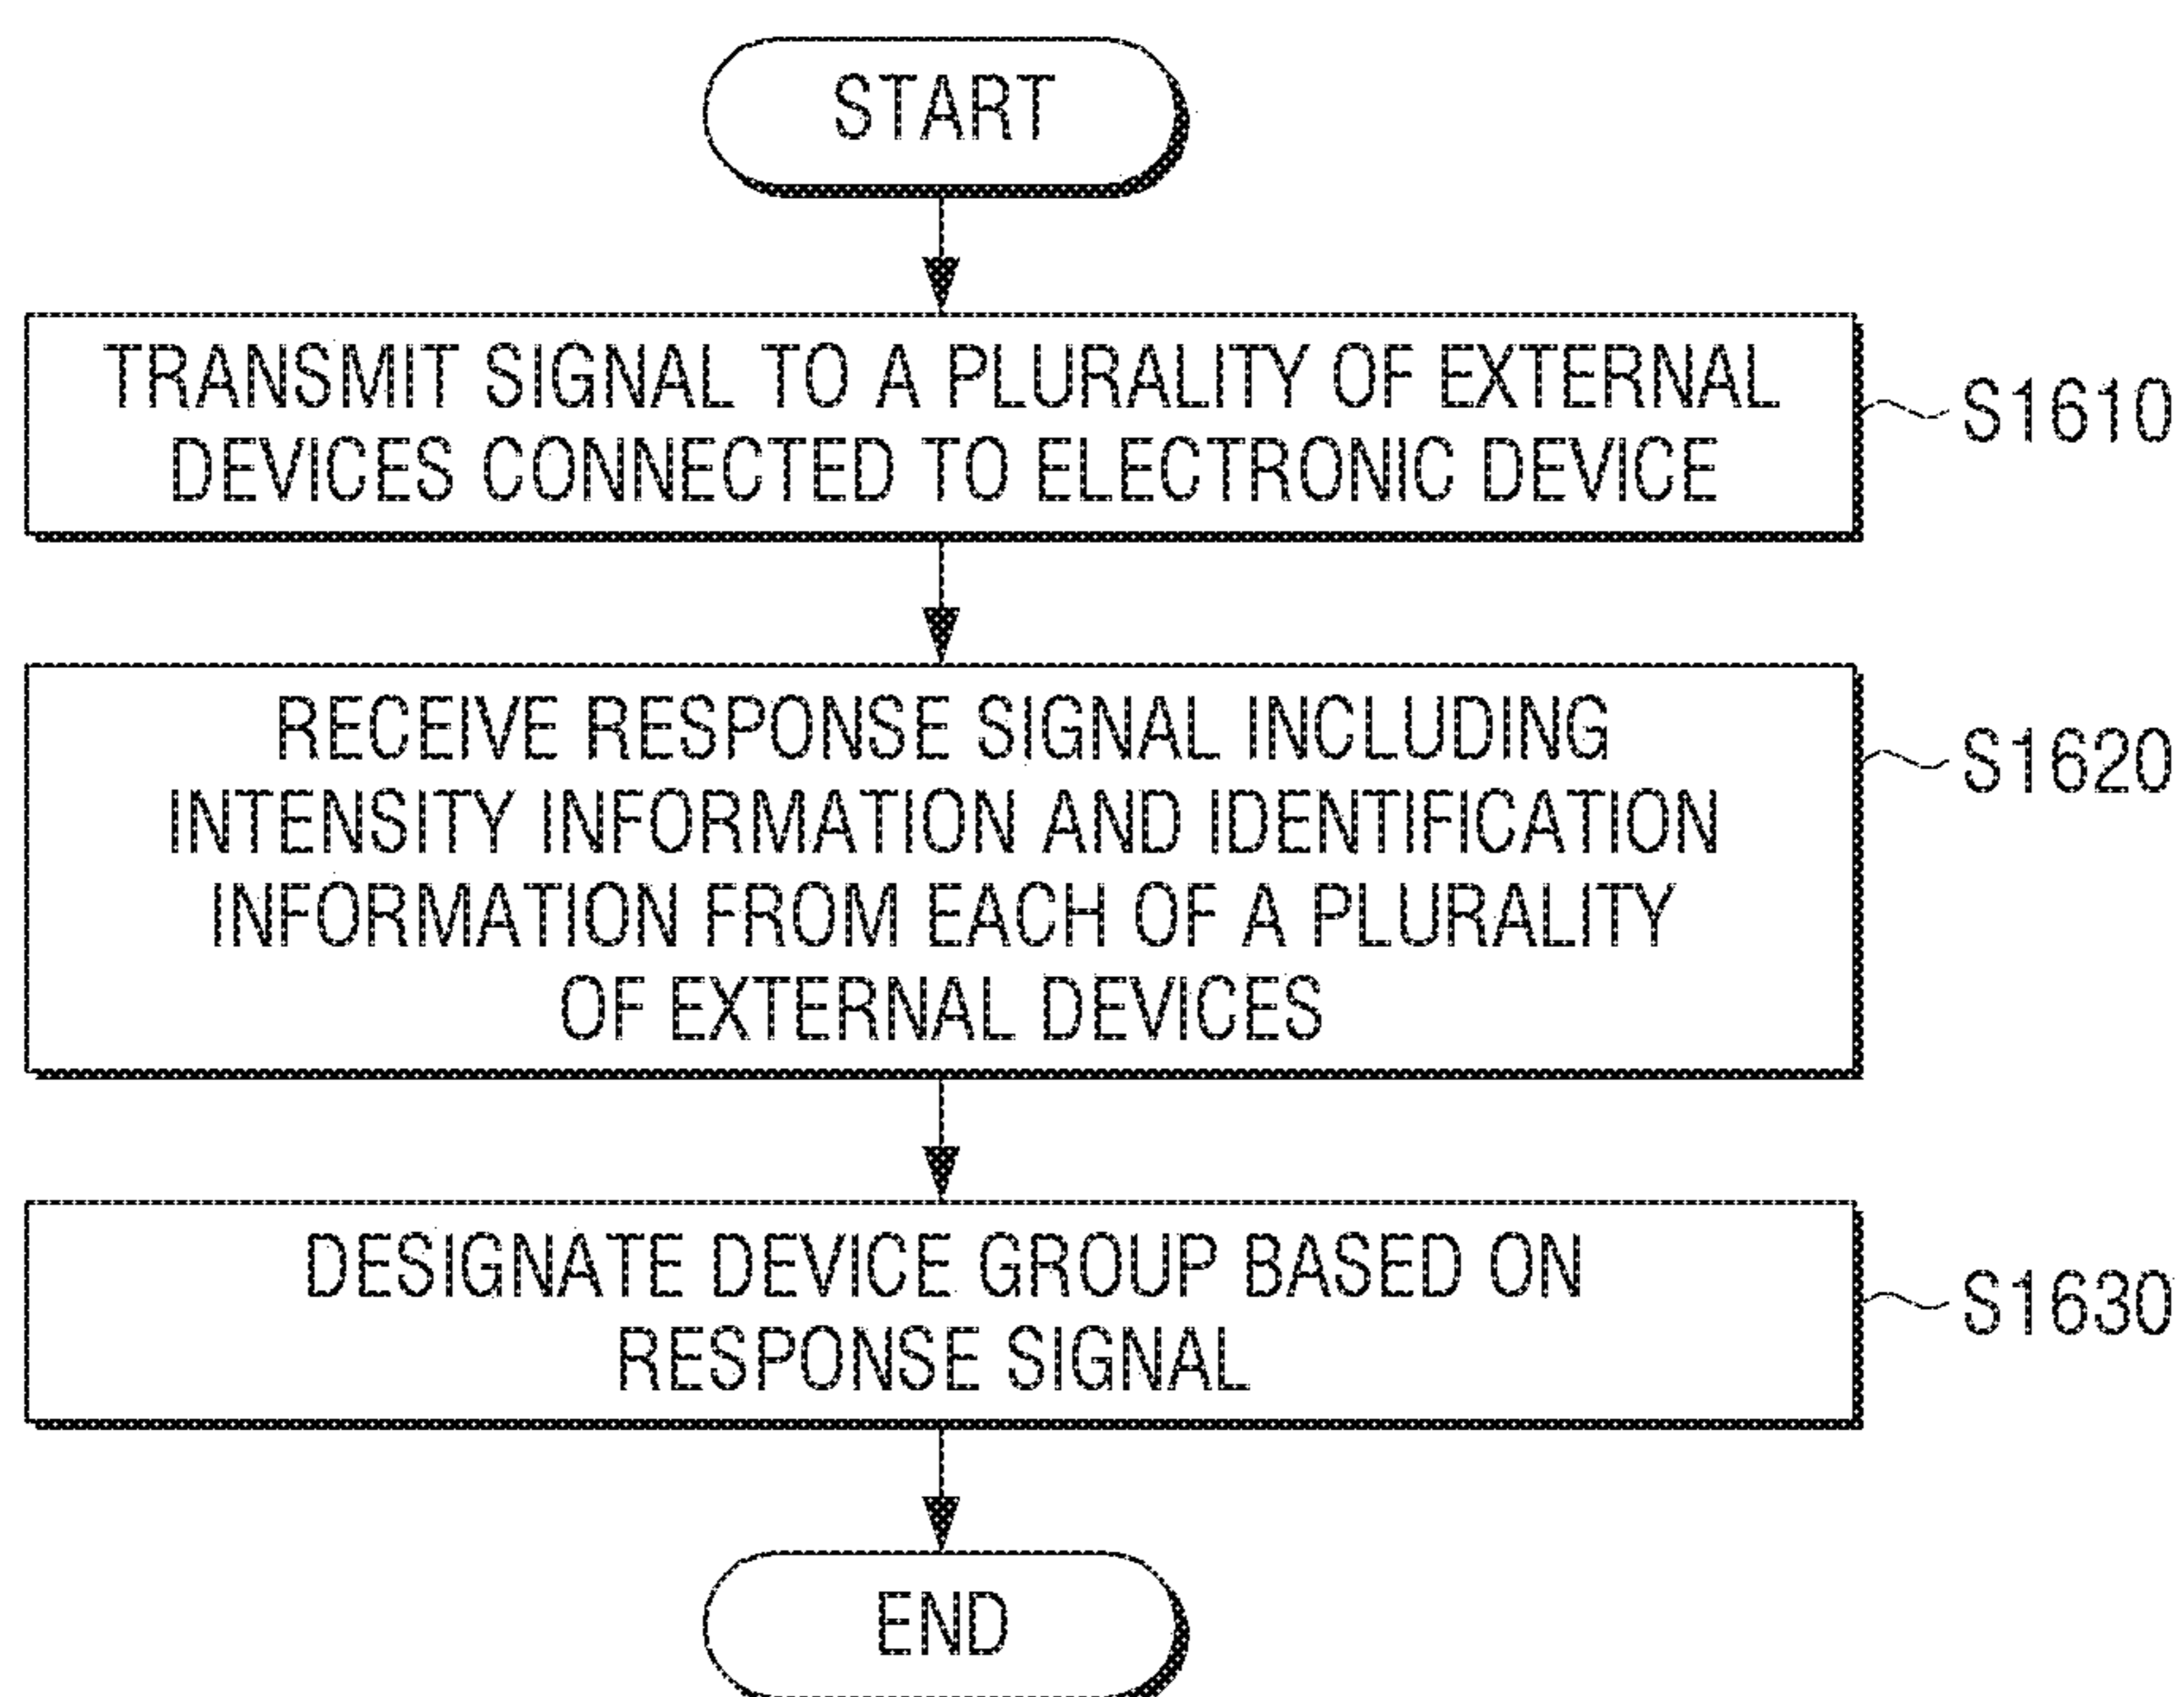 START
TRANSMIT SIGNAL TO A PLURALITY OF EXTERNAL
DEVICES CONNECTED TO ELECTRONIC DEVICE
S1610
RECEIVE RESPONSE SIGNAL INCLUDING
INTENSITY INFORMATION AND IDENTIFICATION
INFORMATION FROM EACH OF A PLURALITY
OF EXTERNAL DEVICES
S1620
DESIGNATE DEVICE GROUP BASED ON
RESPONSE SIGNAL
S1630
END